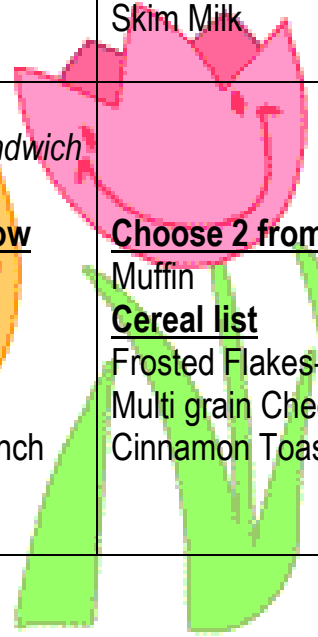 Skim Milk
ndwich
ow
Choose 2 from
Muffin
Cereal list
Frosted Flakes-
Multi grain Che
nch
Cinnamon Toas